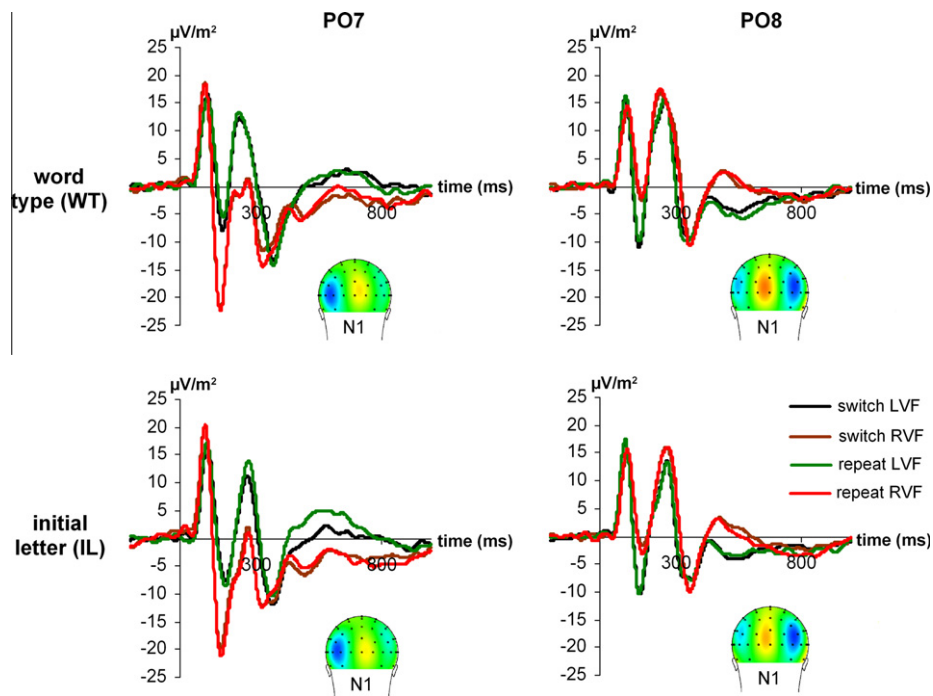 PO7
PO8
µV/m²
25
20
15
10
5
0
-5
-10
-15
-20
-25
time (ms)
300
800
N1
word
type (WT)
µV/m²
25
20
15
10
5
0
-5
-10
-15
-20
-25
time (ms)
300
800
N1
µV/m²
25
20
15
10
5
0
-5
-10
-15
-20
-25
time (ms)
300
800
N1
initial
letter (IL)
µV/m²
25
20
15
10
5
0
-5
-10
-15
-20
-25
time (ms)
300
800
N1
switch LVF
switch RVF
repeat LVF
repeat RVF